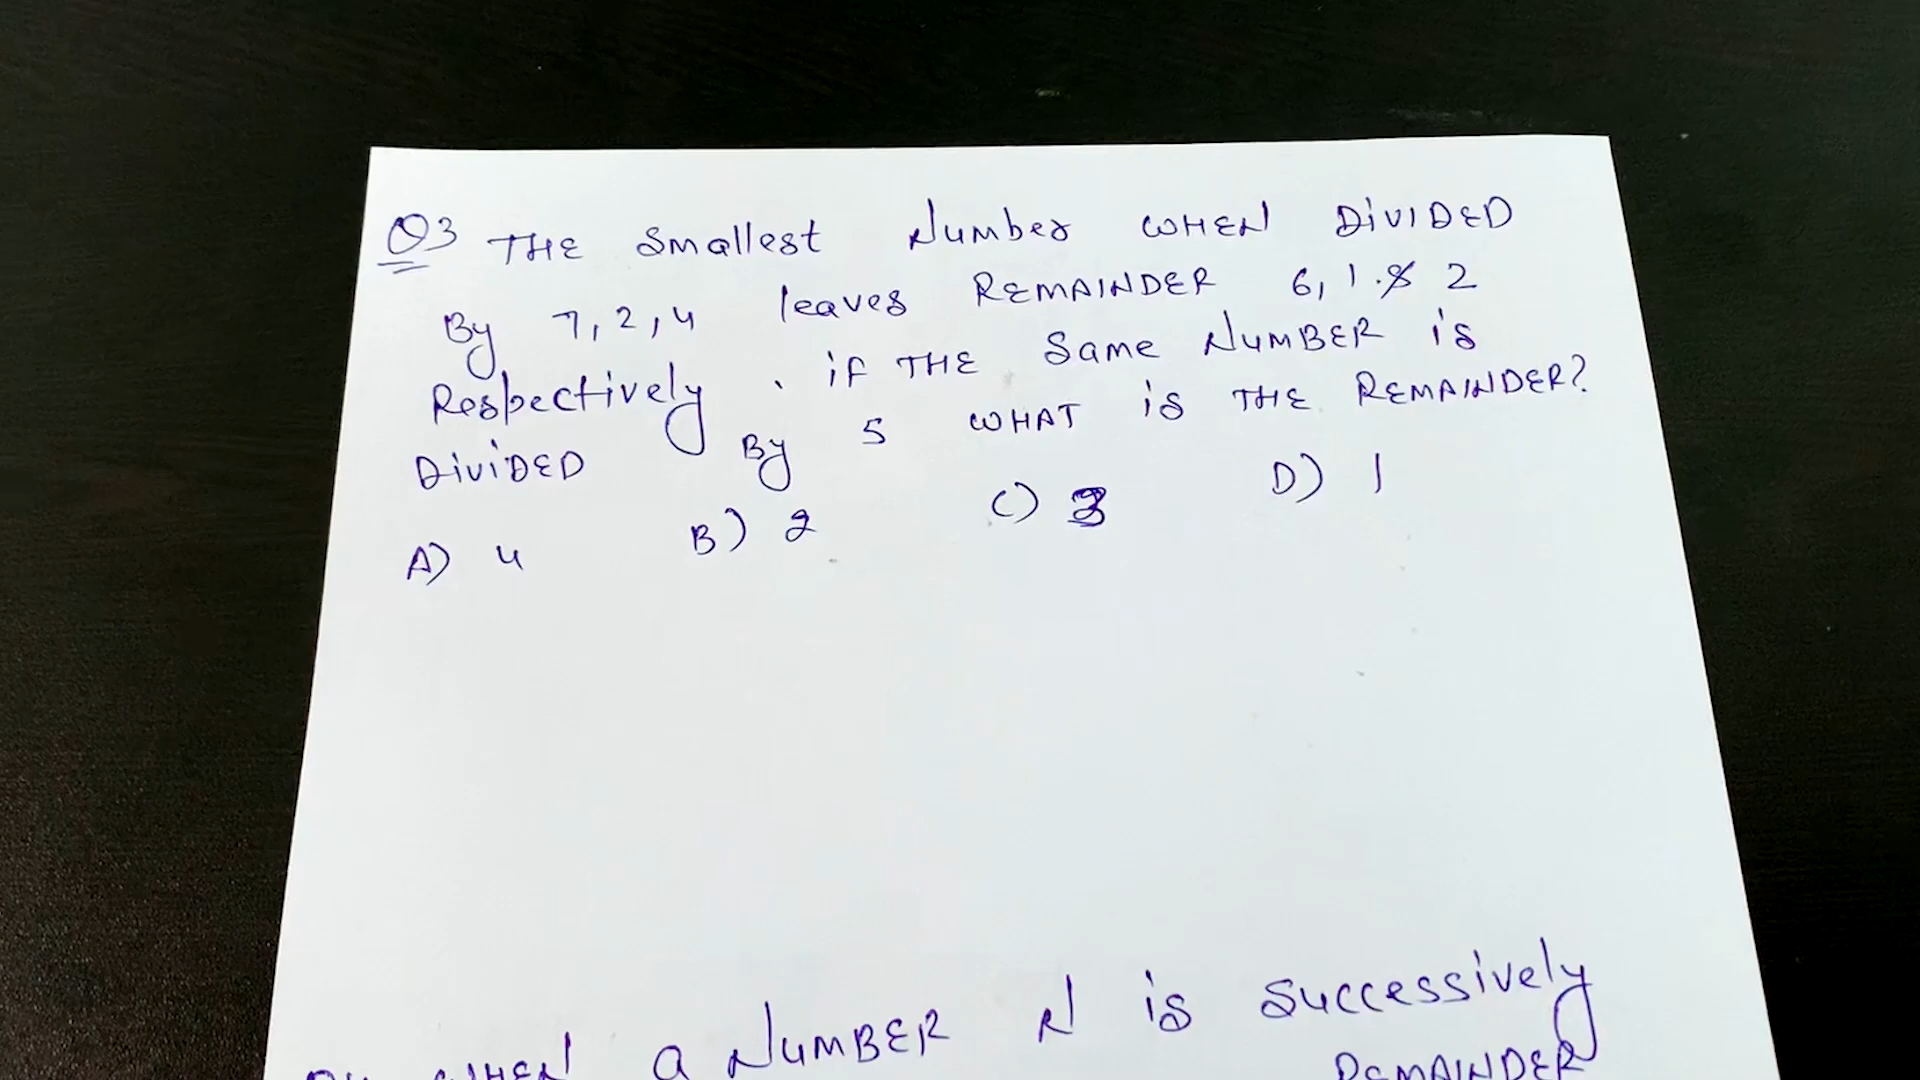 Q3 THE Smallest Number WHEN DiViDED
By 7, 2, 4 leaves REMAINDER 6, 1 & 2
Respectively . if THE Same NUMBER is
DiViDED By 5 WHAT is THE REMAINDER?
A) 4 B) 2 C) 3 D) 1
WHEN a NUMBER N is successively
REMAINDER